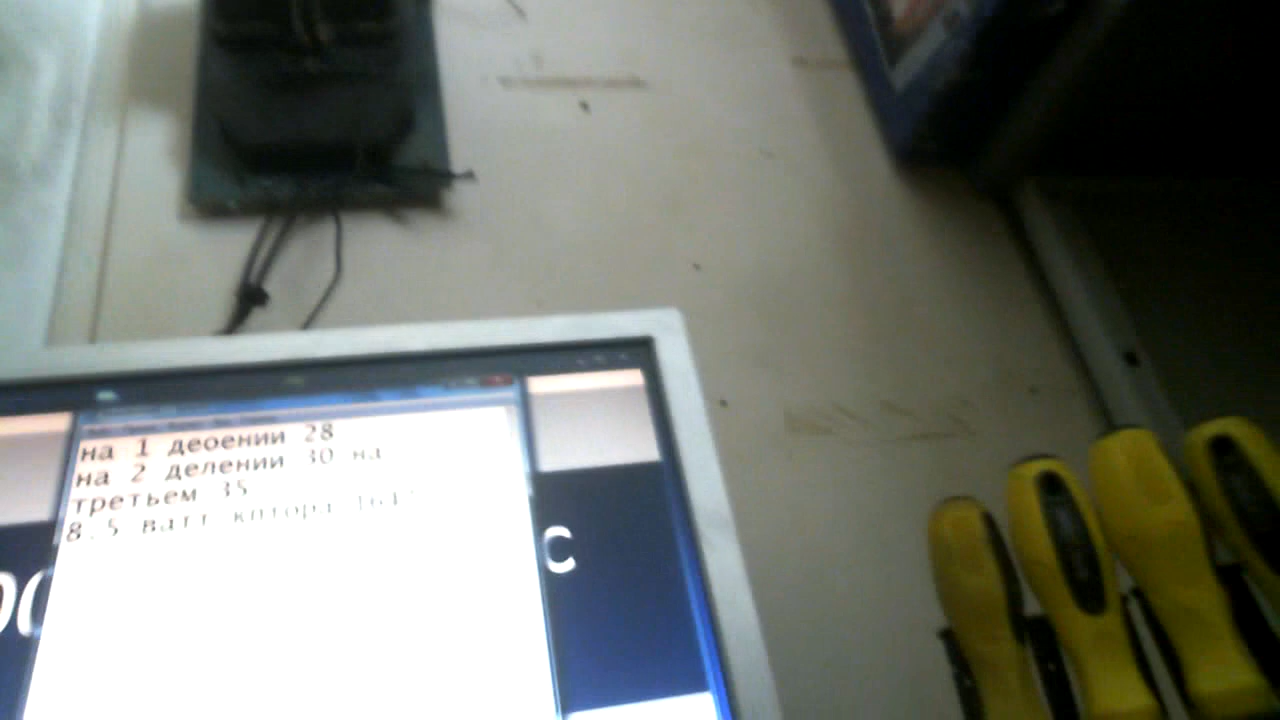 на 1 деоении 28
на 2 делении 30 на
третьем 35
8.5 ватт
с